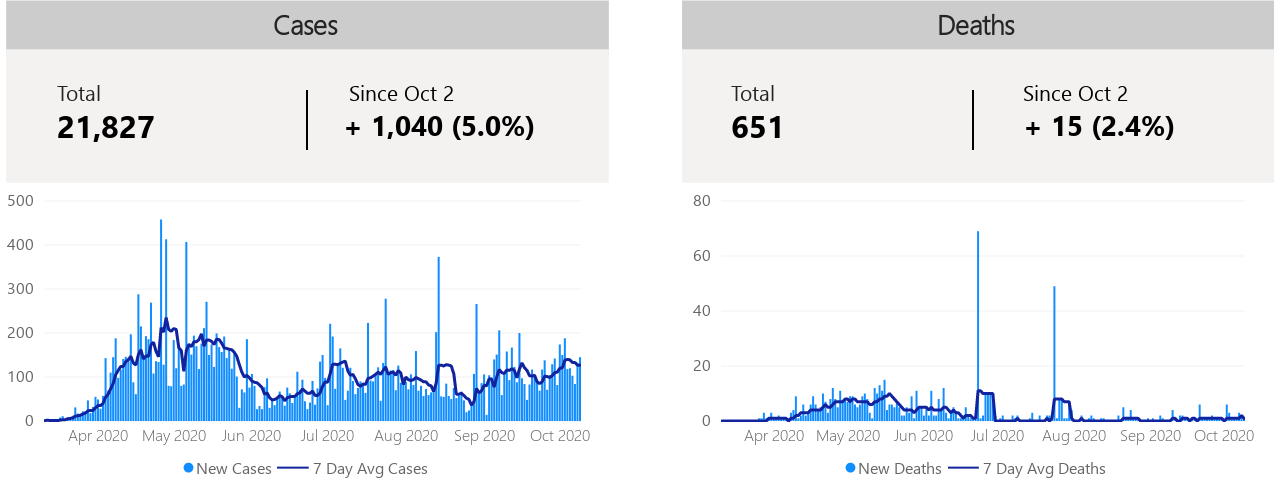 Cases
Total
Since Oct 2
21,827
+ 1,040 (5.0%)
500
400
300
200
100
0
Apr 2020 May 2020 Jun 2020 Jul 2020 Aug 2020 Sep 2020 Oct 2020
New Cases 7 Day Avg Cases
Deaths
Total
Since Oct 2
651
+ 15 (2.4%)
80
60
40
20
0
Apr 2020 May 2020 Jun 2020 Jul 2020 Aug 2020 Sep 2020 Oct 2020
New Deaths 7 Day Avg Deaths